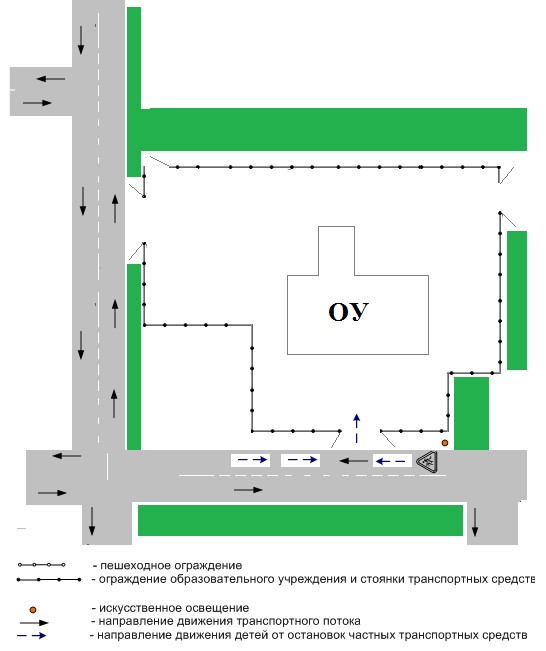 ОУ
- пешеходное ограждение
- ограждение образовательного учреждения и стоянки транспортных средств
- искусственное освещение
- направление движения транспортного потока
- направление движения детей от остановок частных транспортных средств